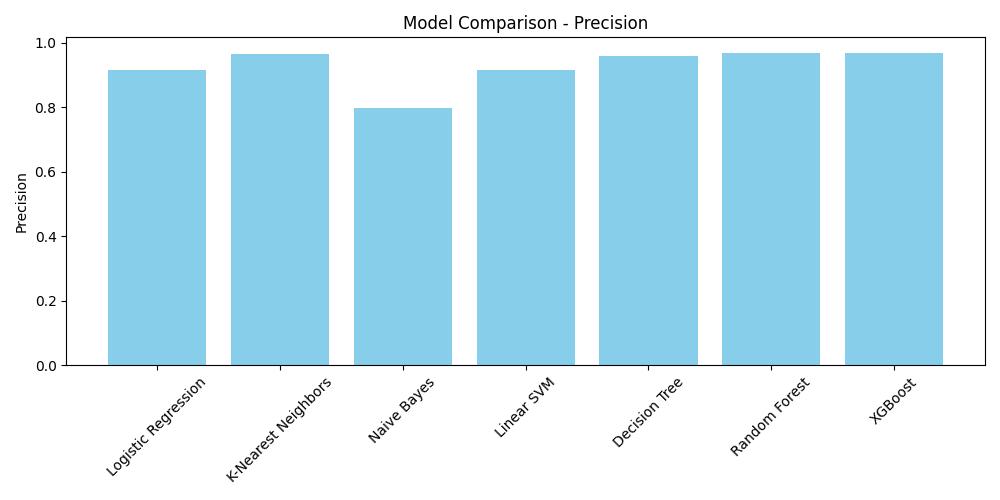 Model Comparison - Precision
1.0
0.8
0.6
0.4
0.2
0.0
Precision
Logistic Regression
K-Nearest Neighbors
Naive Bayes
Linear SVM
Decision Tree
Random Forest
XGBoost